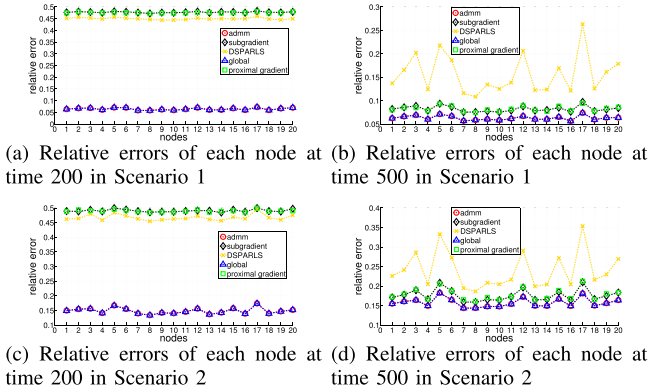 0.5
0.45
0.4
0.35
0.3
0.25
0.2
0.15
0.1
0.05
0
relative error
admm
subgradient
DSPARLS
global
proximal gradient
0 1 2 3 4 5 6 7 8 9 10 11 12 13 14 15 16 17 18 19 20
nodes
0.3
0.25
0.2
0.15
0.1
0.05
relative error
admm
subgradient
DSPARLS
global
proximal gradient
0 1 2 3 4 5 6 7 8 9 10 11 12 13 14 15 16 17 18 19 20
nodes
(a) Relative errors of each node at
time 200 in Scenario 1
(b) Relative errors of each node at
time 500 in Scenario 1
0.5
0.45
0.4
0.35
0.3
0.25
0.2
0.15
0.1
relative error
admm
subgradient
DSPARLS
global
proximal gradient
0 1 2 3 4 5 6 7 8 9 10 11 12 13 14 15 16 17 18 19 20
nodes
0.4
0.35
0.3
0.25
0.2
0.15
0.1
relative error
admm
subgradient
DSPARLS
global
proximal gradient
0 1 2 3 4 5 6 7 8 9 10 11 12 13 14 15 16 17 18 19 20
nodes
(c) Relative errors of each node at
time 200 in Scenario 2
(d) Relative errors of each node at
time 500 in Scenario 2